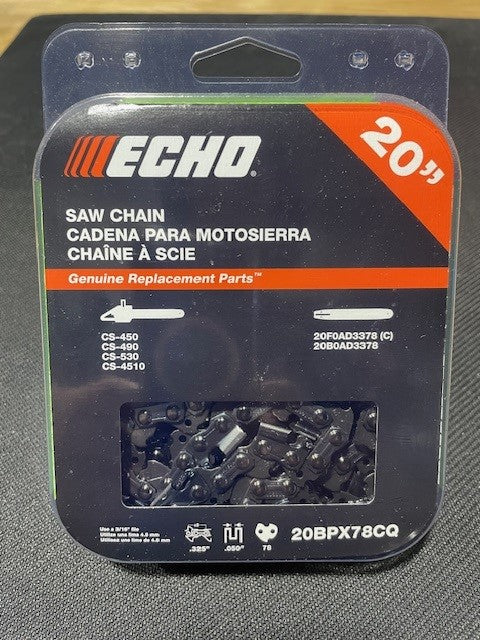 ECHO®
20"
SAW CHAIN
CADENA PARA MOTOSIERRA
CHAÎNE À SCIE
Genuine Replacement Parts™
CS-450
CS-490
CS-530
CS-4510
20F0AD3378 (C)
20B0AD3378
Use a 3/16" file
Utilize una lima 4.8 mm
Utilisez une lime de 4.8 mm
.325"
.050"
78
20BPX78CQ